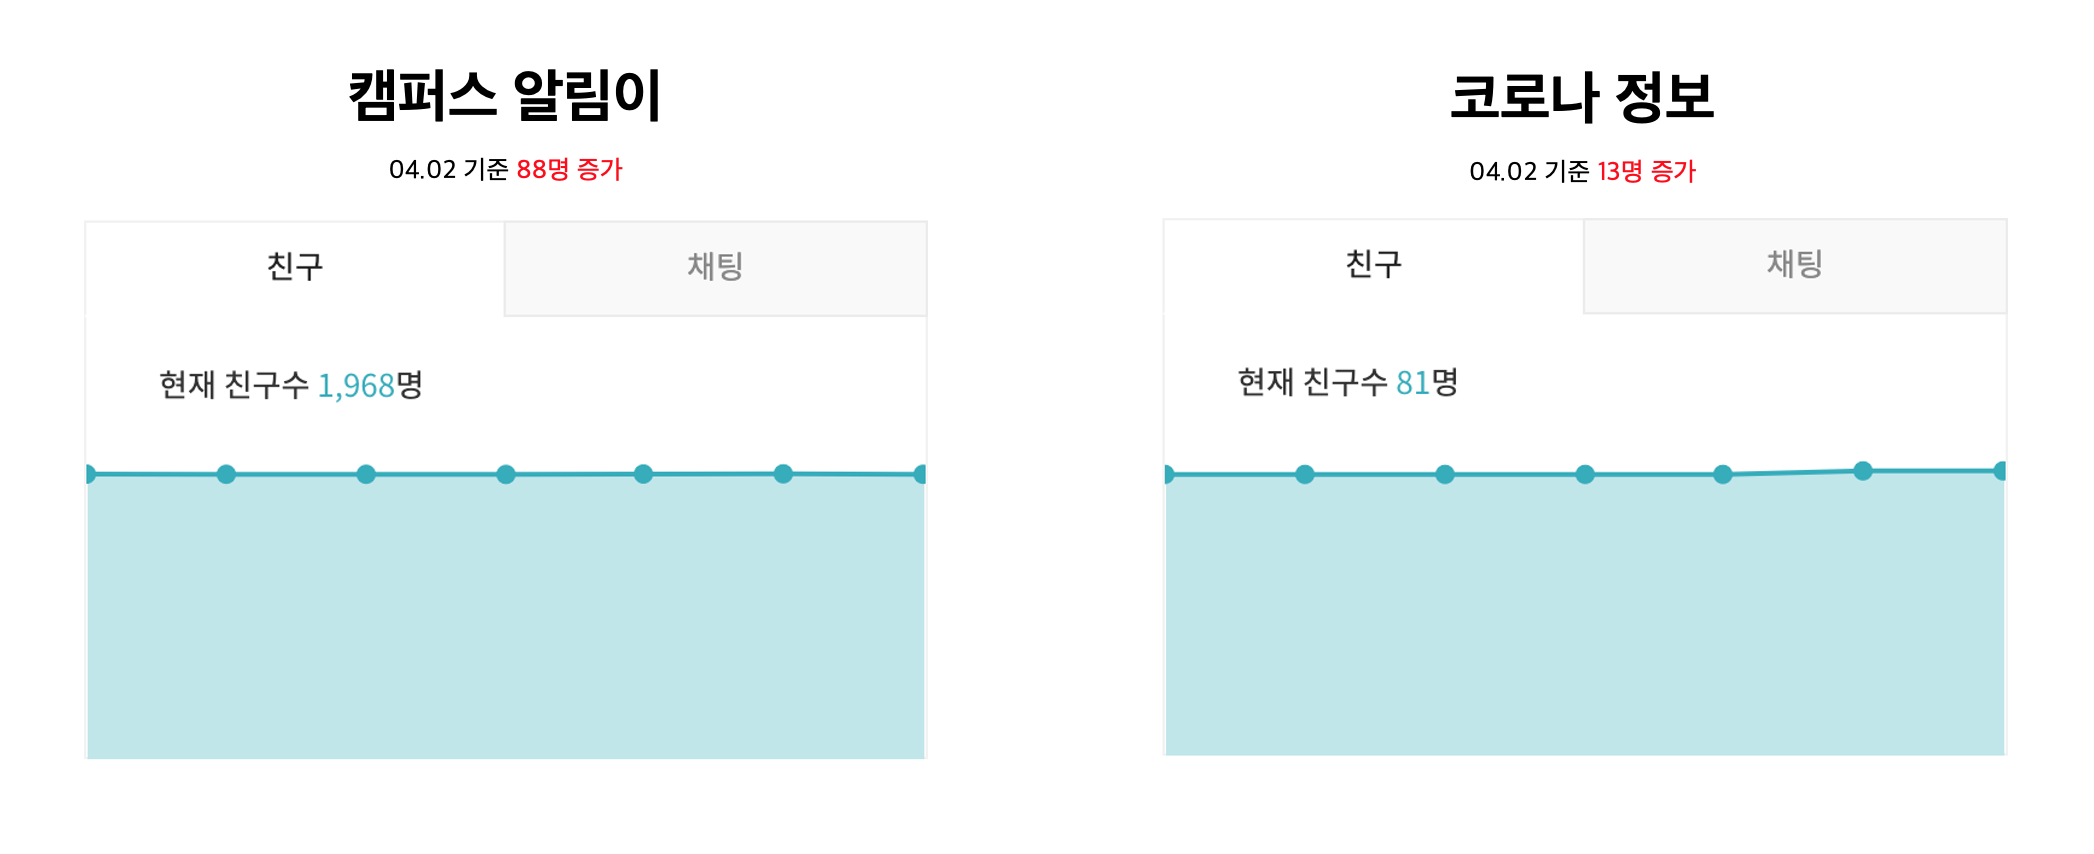 캠퍼스 알림이
04.02 기준 88명 증가
친구
채팅
현재 친구수 1,968명
코로나 정보
04.02 기준 13명 증가
친구
채팅
현재 친구수 81명